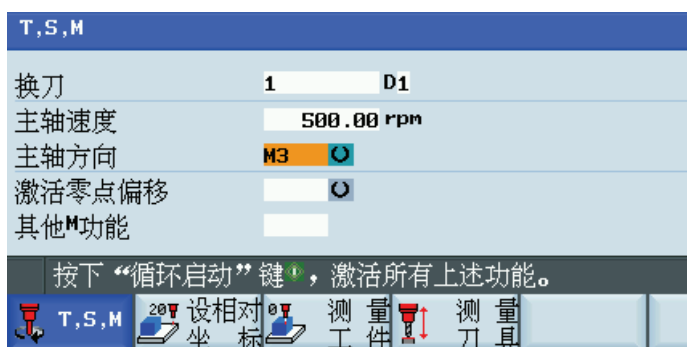 T,S,M
换刀 1 D1
主轴速度 500.00 rpm
主轴方向 M3
激活零点偏移
其他M功能
按下“循环启动”键，激活所有上述功能。
T,S,M 设相对坐标 测量工件 测量刀具